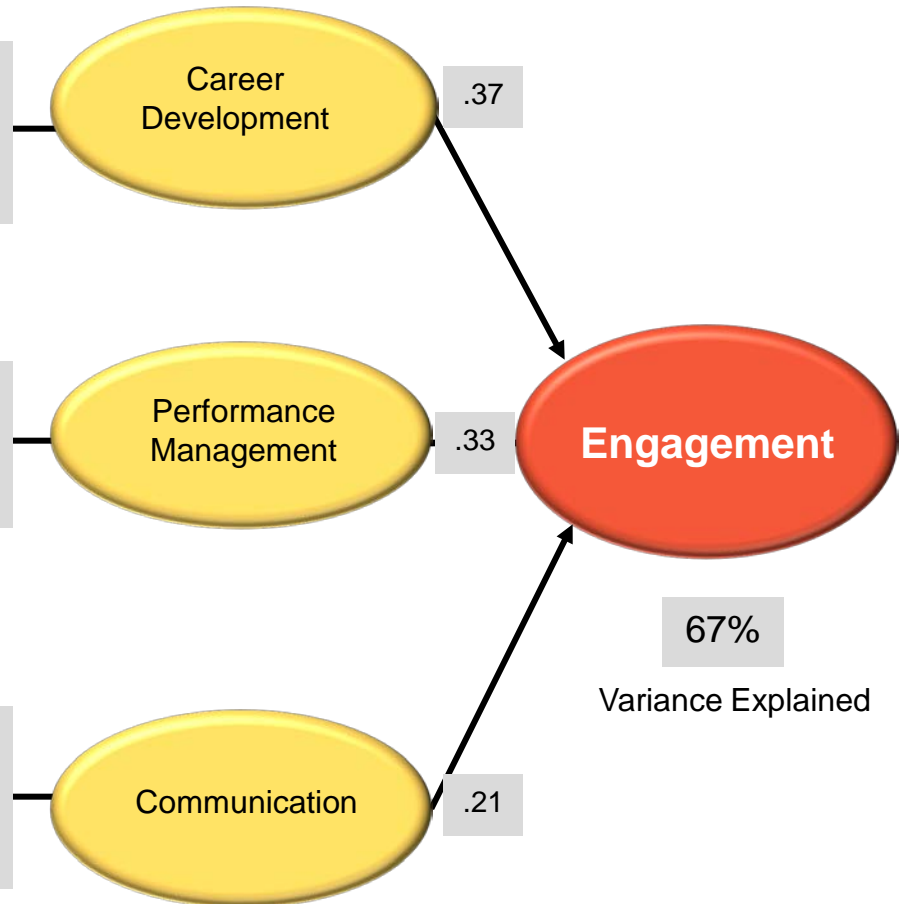 Career
Development
.37
Performance
Management
.33
Engagement
67%
Variance Explained
Communication
.21